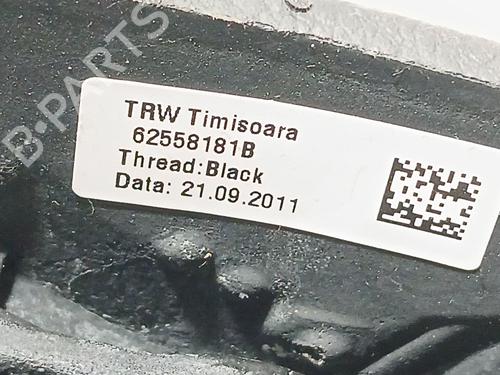 B-PARTS
TRW Timisoara
62558181B
Thread:Black
Data: 21.09.2011